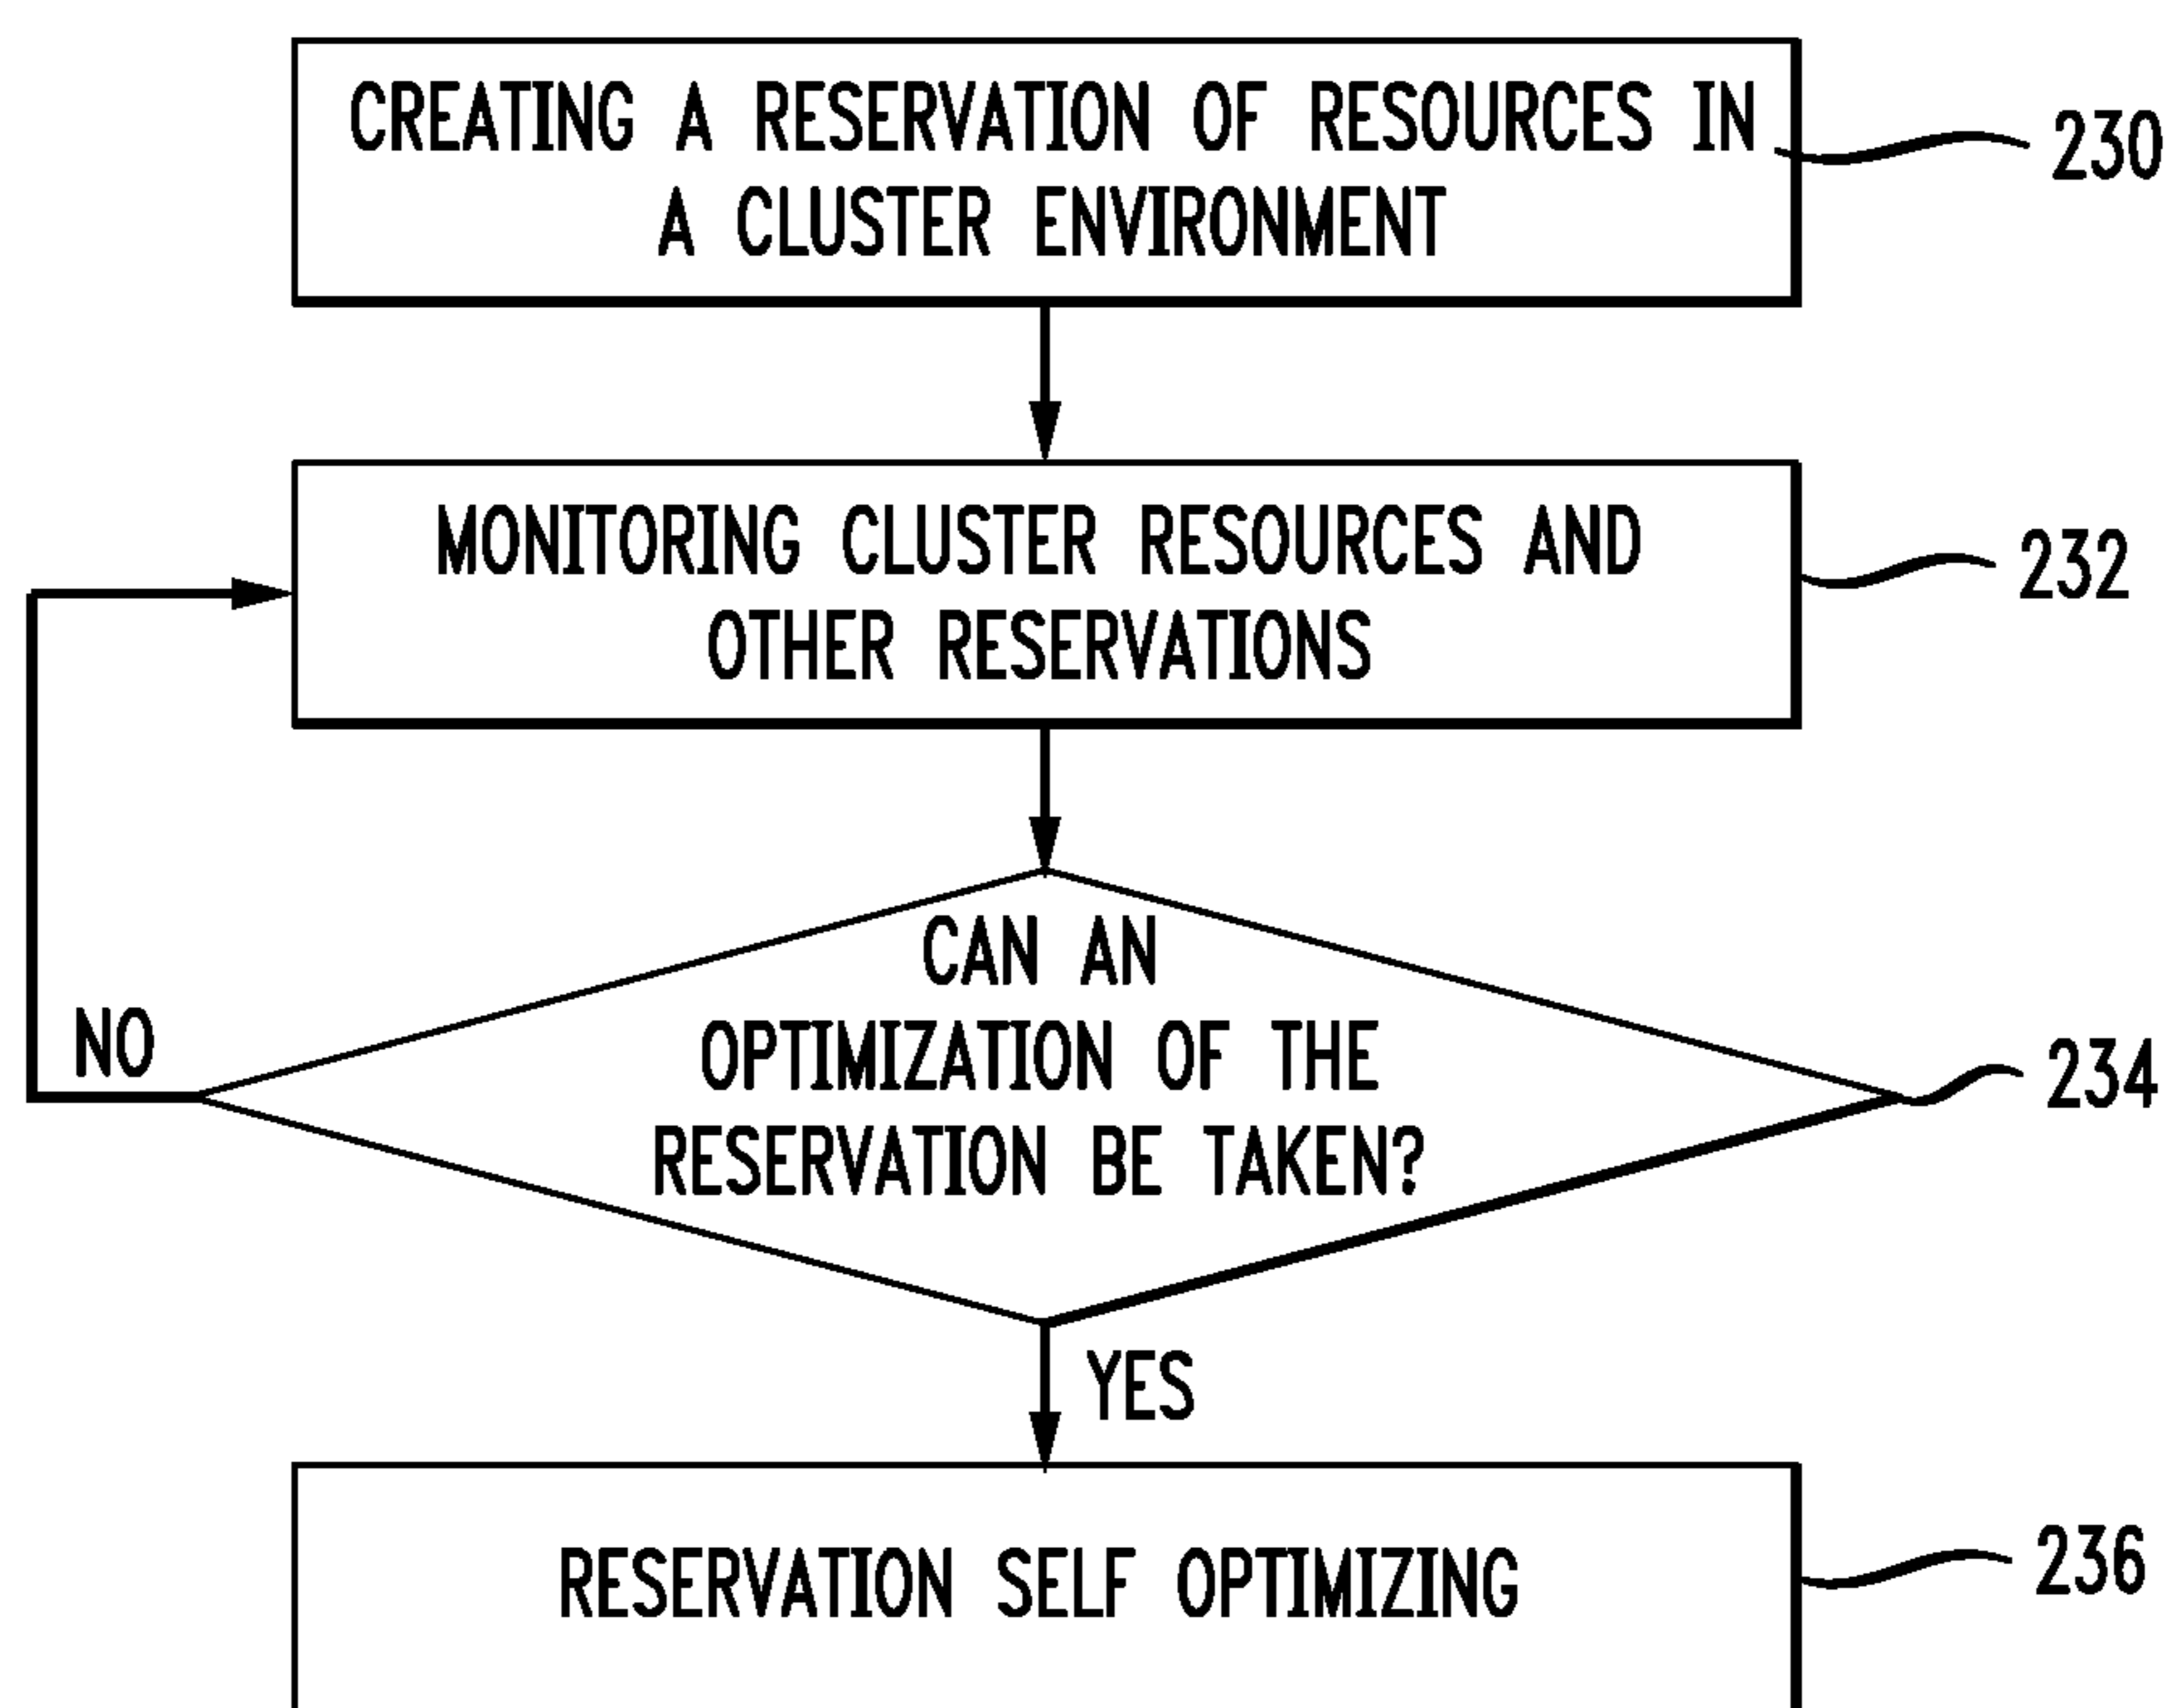 CREATING A RESERVATION OF RESOURCES IN
A CLUSTER ENVIRONMENT
230
MONITORING CLUSTER RESOURCES AND
OTHER RESERVATIONS
232
CAN AN
OPTIMIZATION OF THE
RESERVATION BE TAKEN?
234
NO
YES
RESERVATION SELF OPTIMIZING
236